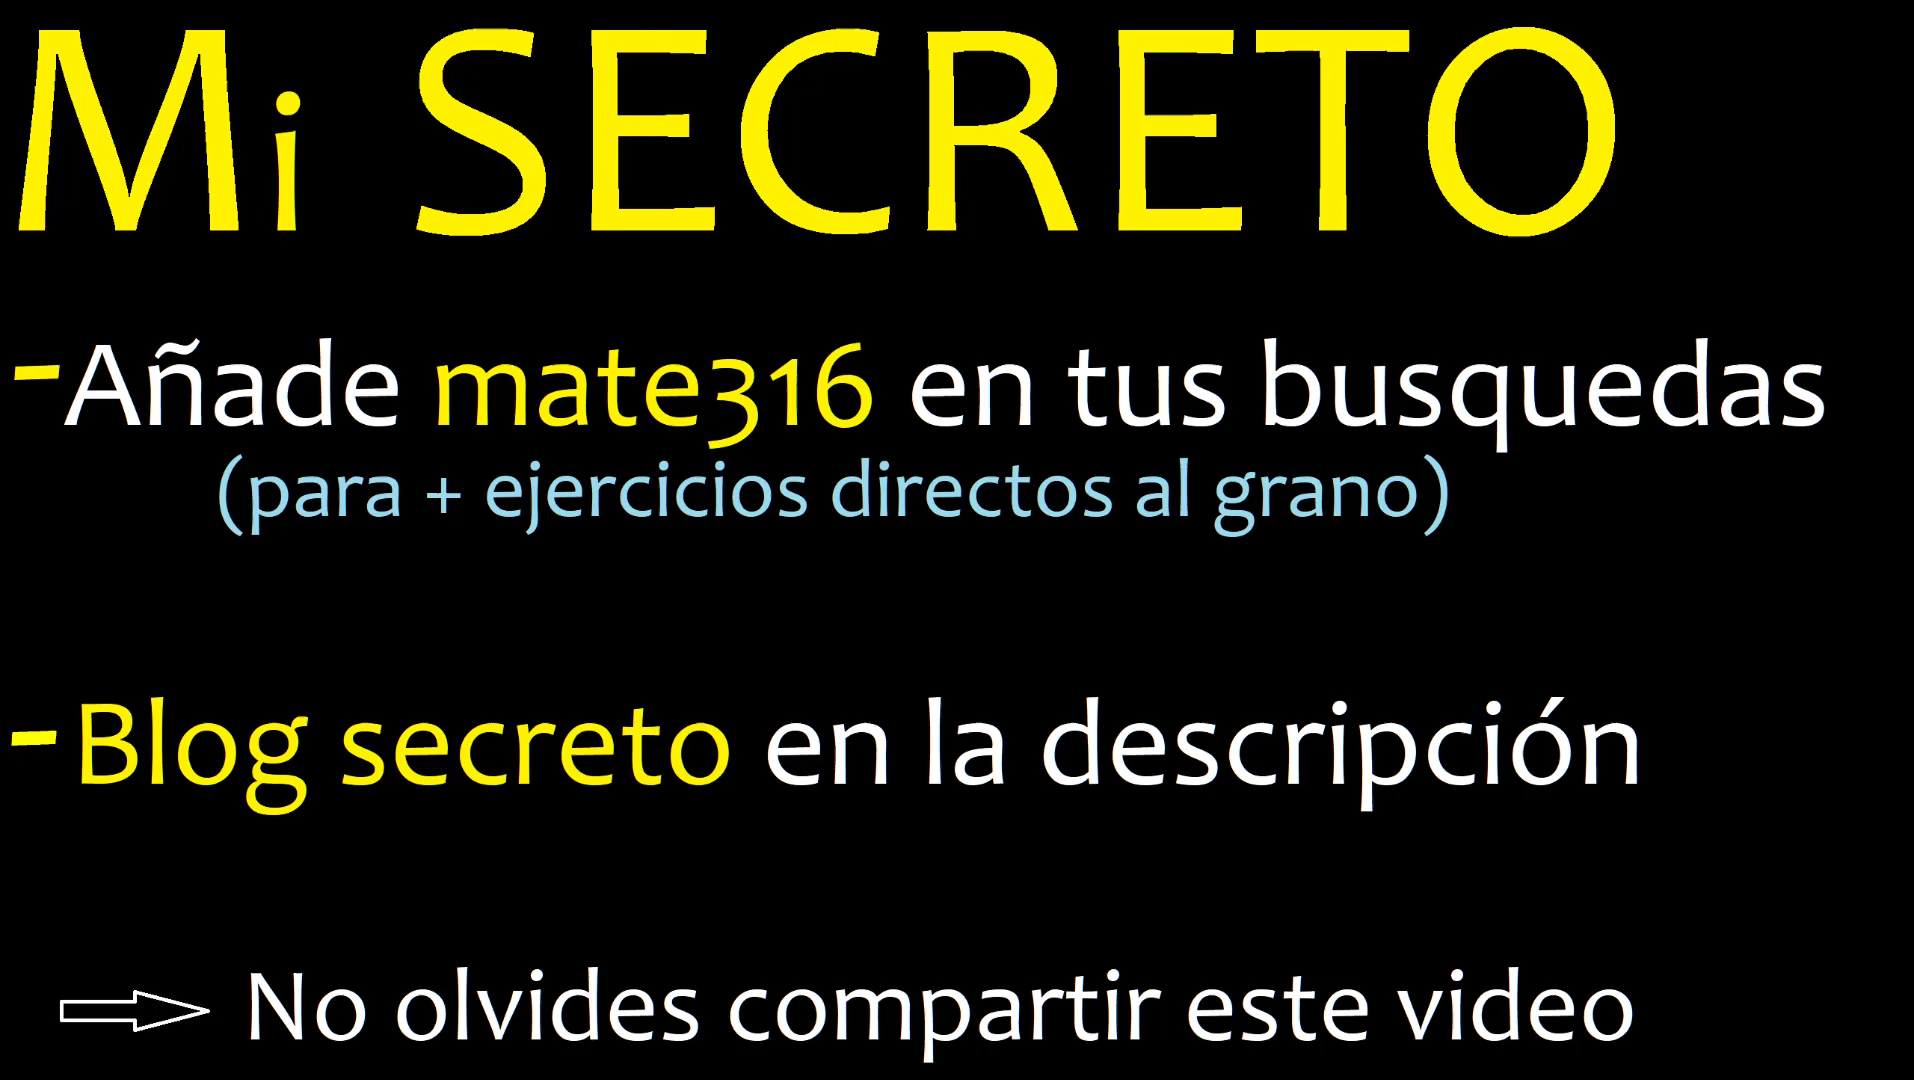 Mi SECRETO
-Añade mate316 en tus busquedas
(para + ejercicios directos al grano)
-Blog secreto en la descripción
No olvides compartir este video